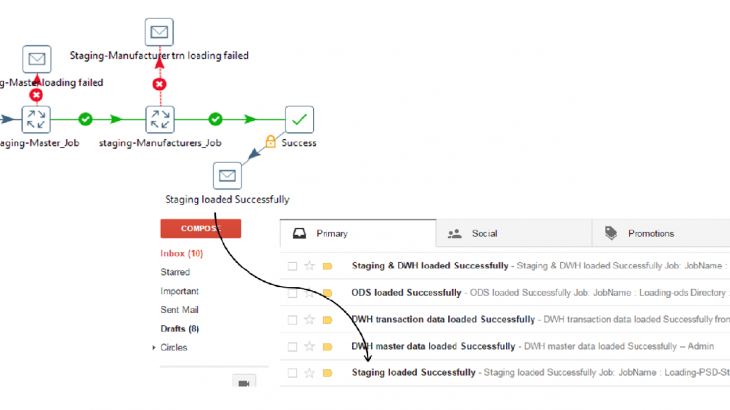 Staging-Manufacturer trn loading failed
g-Master loading failed
aging-Master_Job
staging-Manufacturers_Job
Success
Staging loaded Successfully
COMPOSE
Primary
Social
Promotions
Inbox (10)
Starred
Important
Sent Mail
Drafts (8)
Circles
Staging & DWH loaded Successfully - Staging & DWH loaded Successfully Job: JobName :
ODS loaded Successfully - ODS loaded Successfully Job: JobName : Loading-ods Directory :
DWH transaction data loaded Successfully - DWH transaction data loaded Successfully from
DWH master data loaded Successfully - DWH master data loaded Successfully -- Admin
Staging loaded Successfully - Staging loaded Successfully Job: JobName : Loading-PSD-St